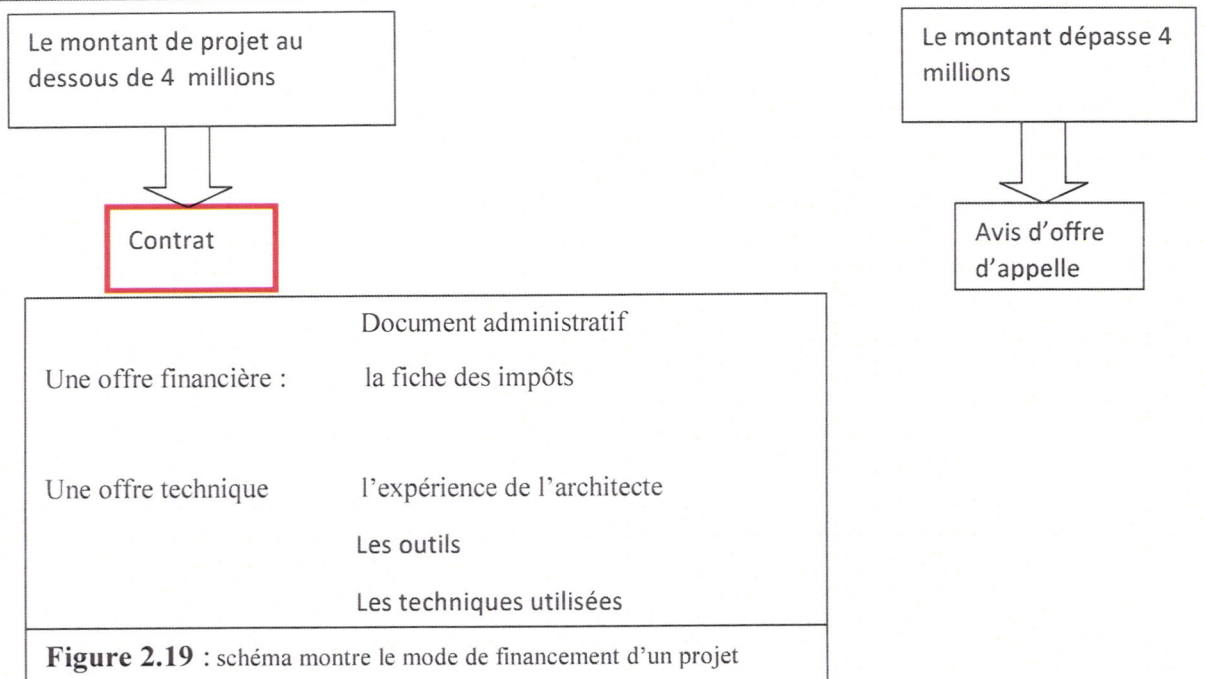 Le montant de projet au
dessous de 4 millions
Le montant dépasse 4
millions
Contrat
Avis d’offre
d’appelle
Document administratif
Une offre financière : la fiche des impôts
Une offre technique l’expérience de l’architecte
Les outils
Les techniques utilisées
Figure 2.19 : schéma montre le mode de financement d’un projet